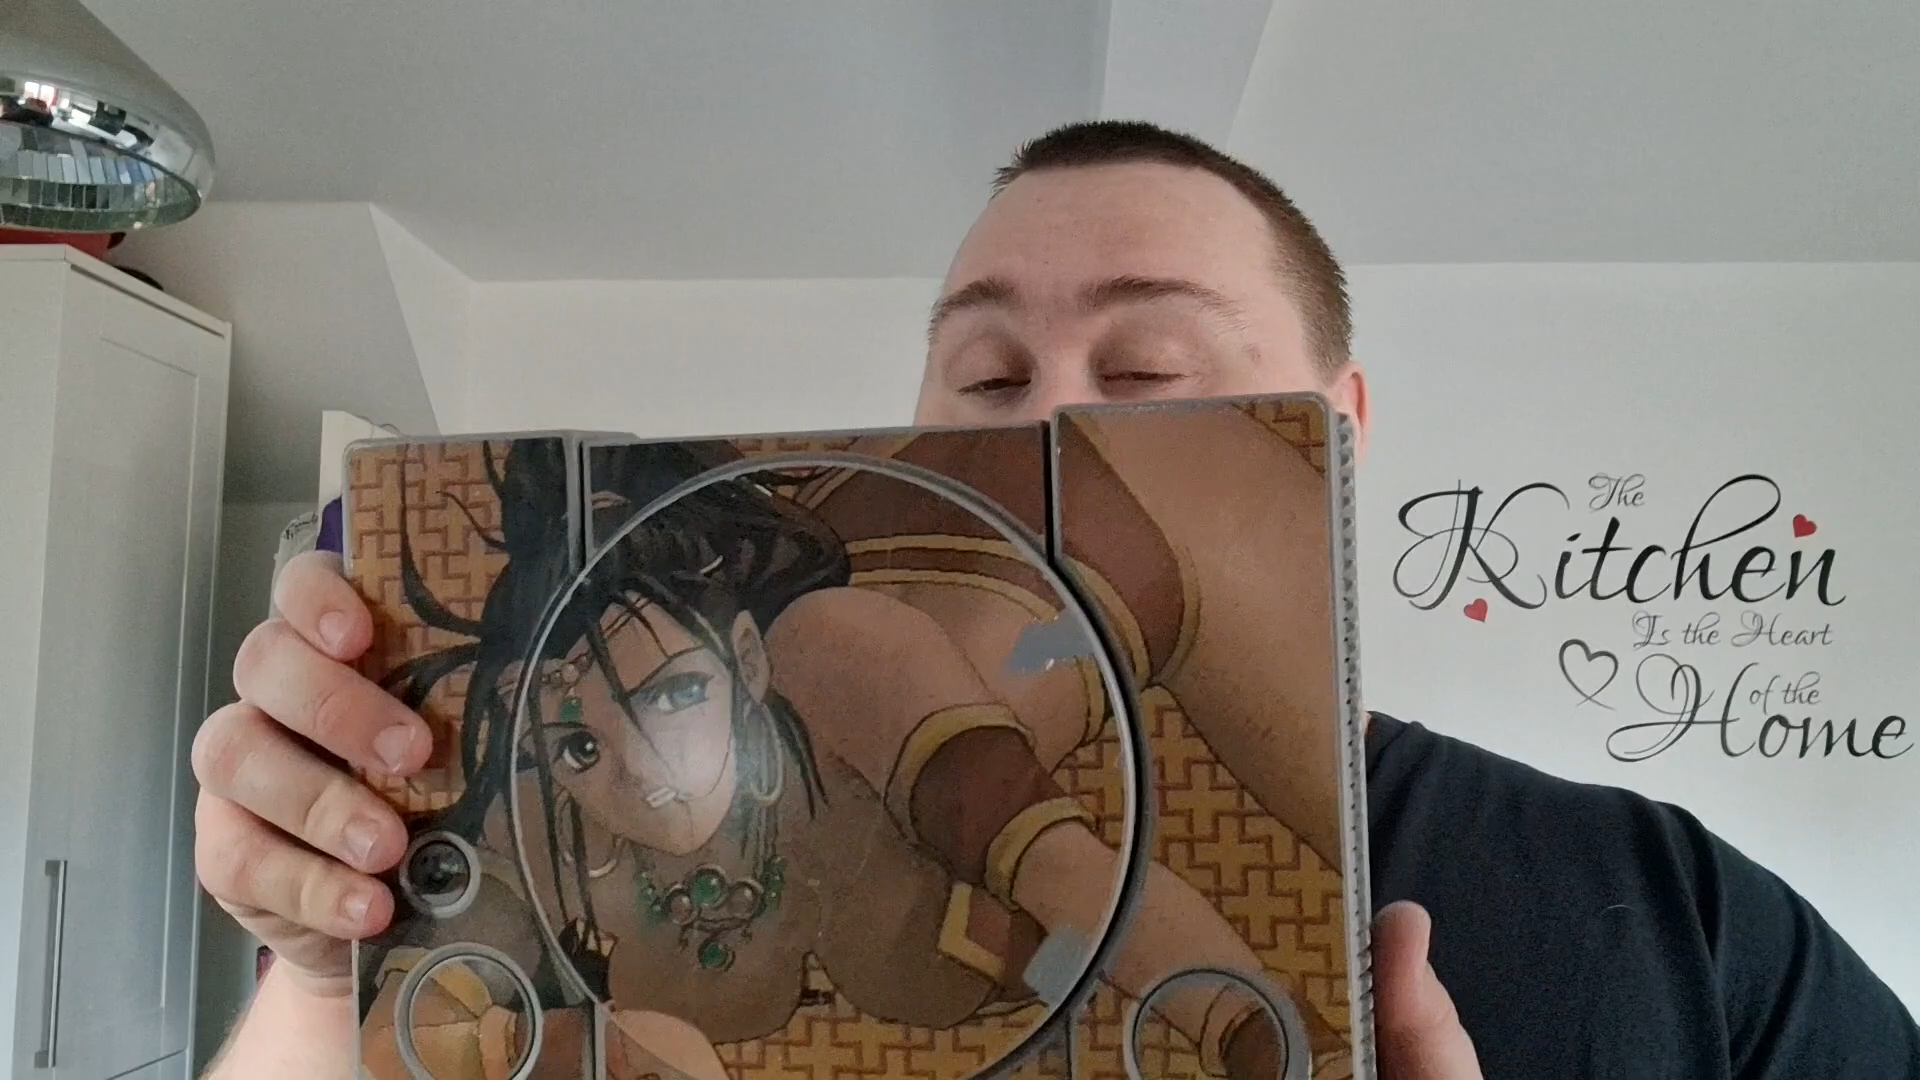 The
Kitchen
Is the Heart
of the
Home